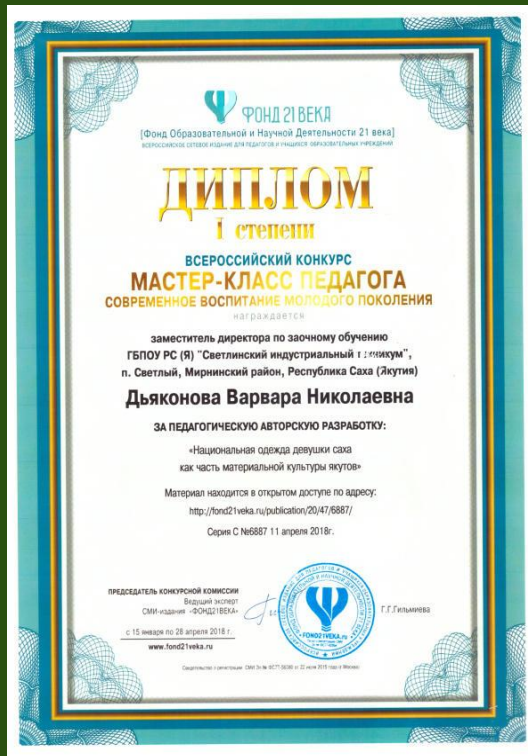 ФОНД 21 ВЕКА
[Фонд Образовательной и Научной Деятельности 21 века]
ВСЕРОССИЙСКОЕ СЕТЕВОЕ ИЗДАНИЕ ДЛЯ ПЕДАГОГОВ И УЧАЩИХСЯ ОБРАЗОВАТЕЛЬНЫХ УЧРЕЖДЕНИЙ
ДИПЛОМ
I степени
ВСЕРОССИЙСКИЙ КОНКУРС
МАСТЕР-КЛАСС ПЕДАГОГА
СОВРЕМЕННОЕ ВОСПИТАНИЕ МОЛОДОГО ПОКОЛЕНИЯ
награждается
заместитель директора по заочному обучению
ГБПОУ РС (Я) "Светлинский индустриальный техникум",
п. Светлый, Мирнинский район, Республика Саха (Якутия)
Дьяконова Варвара Николаевна
ЗА ПЕДАГОГИЧЕСКУЮ АВТОРСКУЮ РАЗРАБОТКУ:
«Национальная одежда девушки саха
как часть материальной культуры якутов»
Материал находится в открытом доступе по адресу:
http://fond21veka.ru/publication/20/47/6887/
Серия С №6887 11 апреля 2018г.
ПРЕДСЕДАТЕЛЬ КОНКУРСНОЙ КОМИССИИ
Ведущий эксперт
СМИ-издания «ФОНД21ВЕКА»
Г.Г.Гильмиева
с 15 января по 28 апреля 2018 г.
www.fond21veka.ru
FOND21VEKA.ru